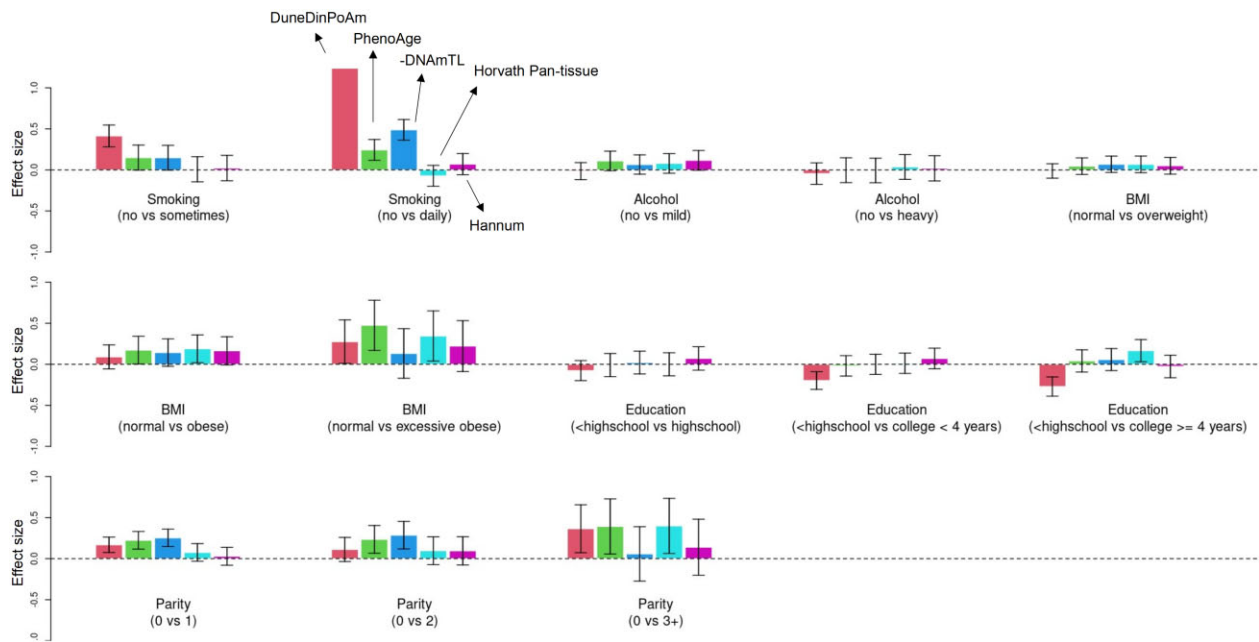 DuneDinPoAm
PhenoAge
-DNAmTL
Horvath Pan-tissue
Hannum
Effect size
1.0
0.5
0.0
-0.5
-1.0
Smoking
(no vs sometimes)
Smoking
(no vs daily)
Alcohol
(no vs mild)
Alcohol
(no vs heavy)
BMI
(normal vs overweight)
Effect size
1.0
0.5
0.0
-0.5
-1.0
BMI
(normal vs obese)
BMI
(normal vs excessive obese)
Education
(<highschool vs highschool)
Education
(<highschool vs college < 4 years)
Education
(<highschool vs college >= 4 years)
Effect size
1.0
0.5
0.0
-0.5
-1.0
Parity
(0 vs 1)
Parity
(0 vs 2)
Parity
(0 vs 3+)